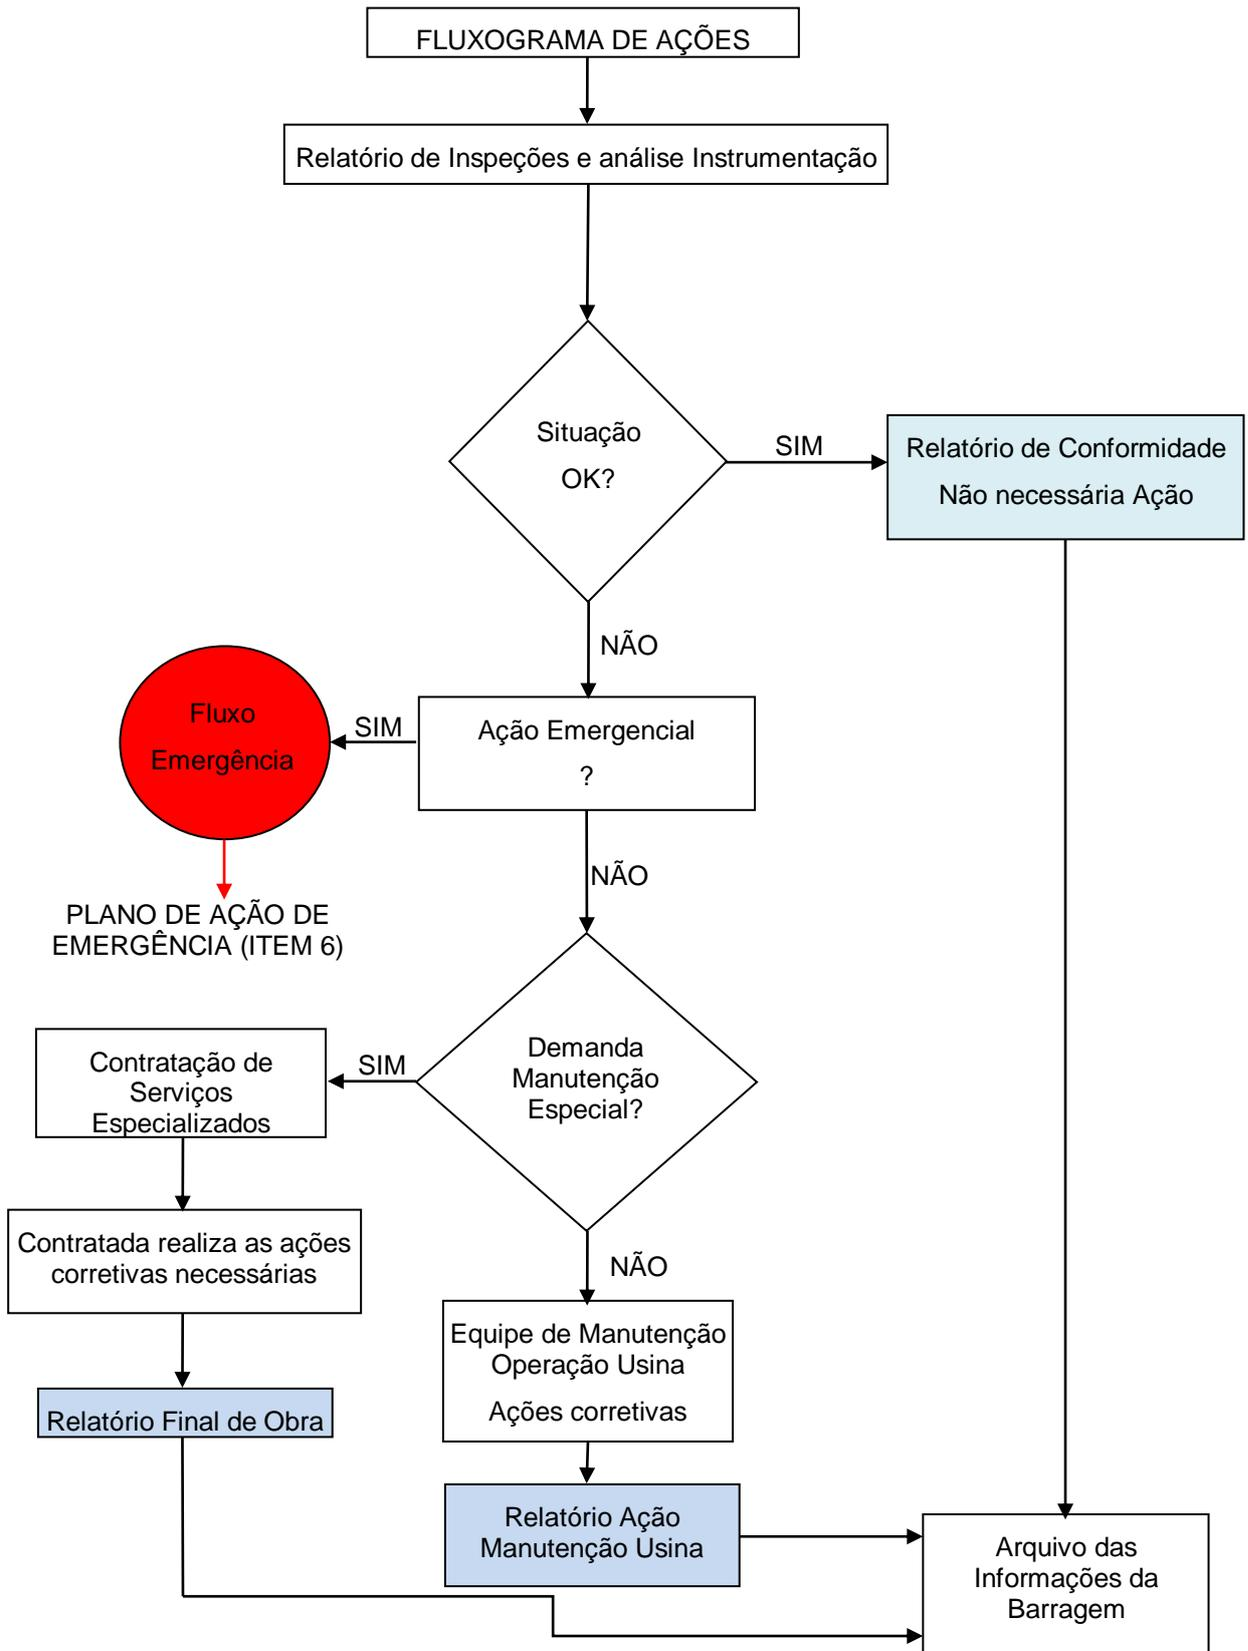 FLUXOGRAMA DE AÇÕES
Relatório de Inspeções e análise Instrumentação
Situação
OK?
SIM
Relatório de Conformidade
Não necessária Ação
NÃO
Fluxo
Emergência
SIM
Ação Emergencial
?
NÃO
PLANO DE AÇÃO DE
EMERGÊNCIA (ITEM 6)
Demanda
Manutenção
Especial?
SIM
Contratação de
Serviços
Especializados
Contratada realiza as ações
corretivas necessárias
NÃO
Equipe de Manutenção
Operação Usina
Ações corretivas
Relatório Final de Obra
Relatório Ação
Manutenção Usina
Arquivo das
Informações da
Barragem